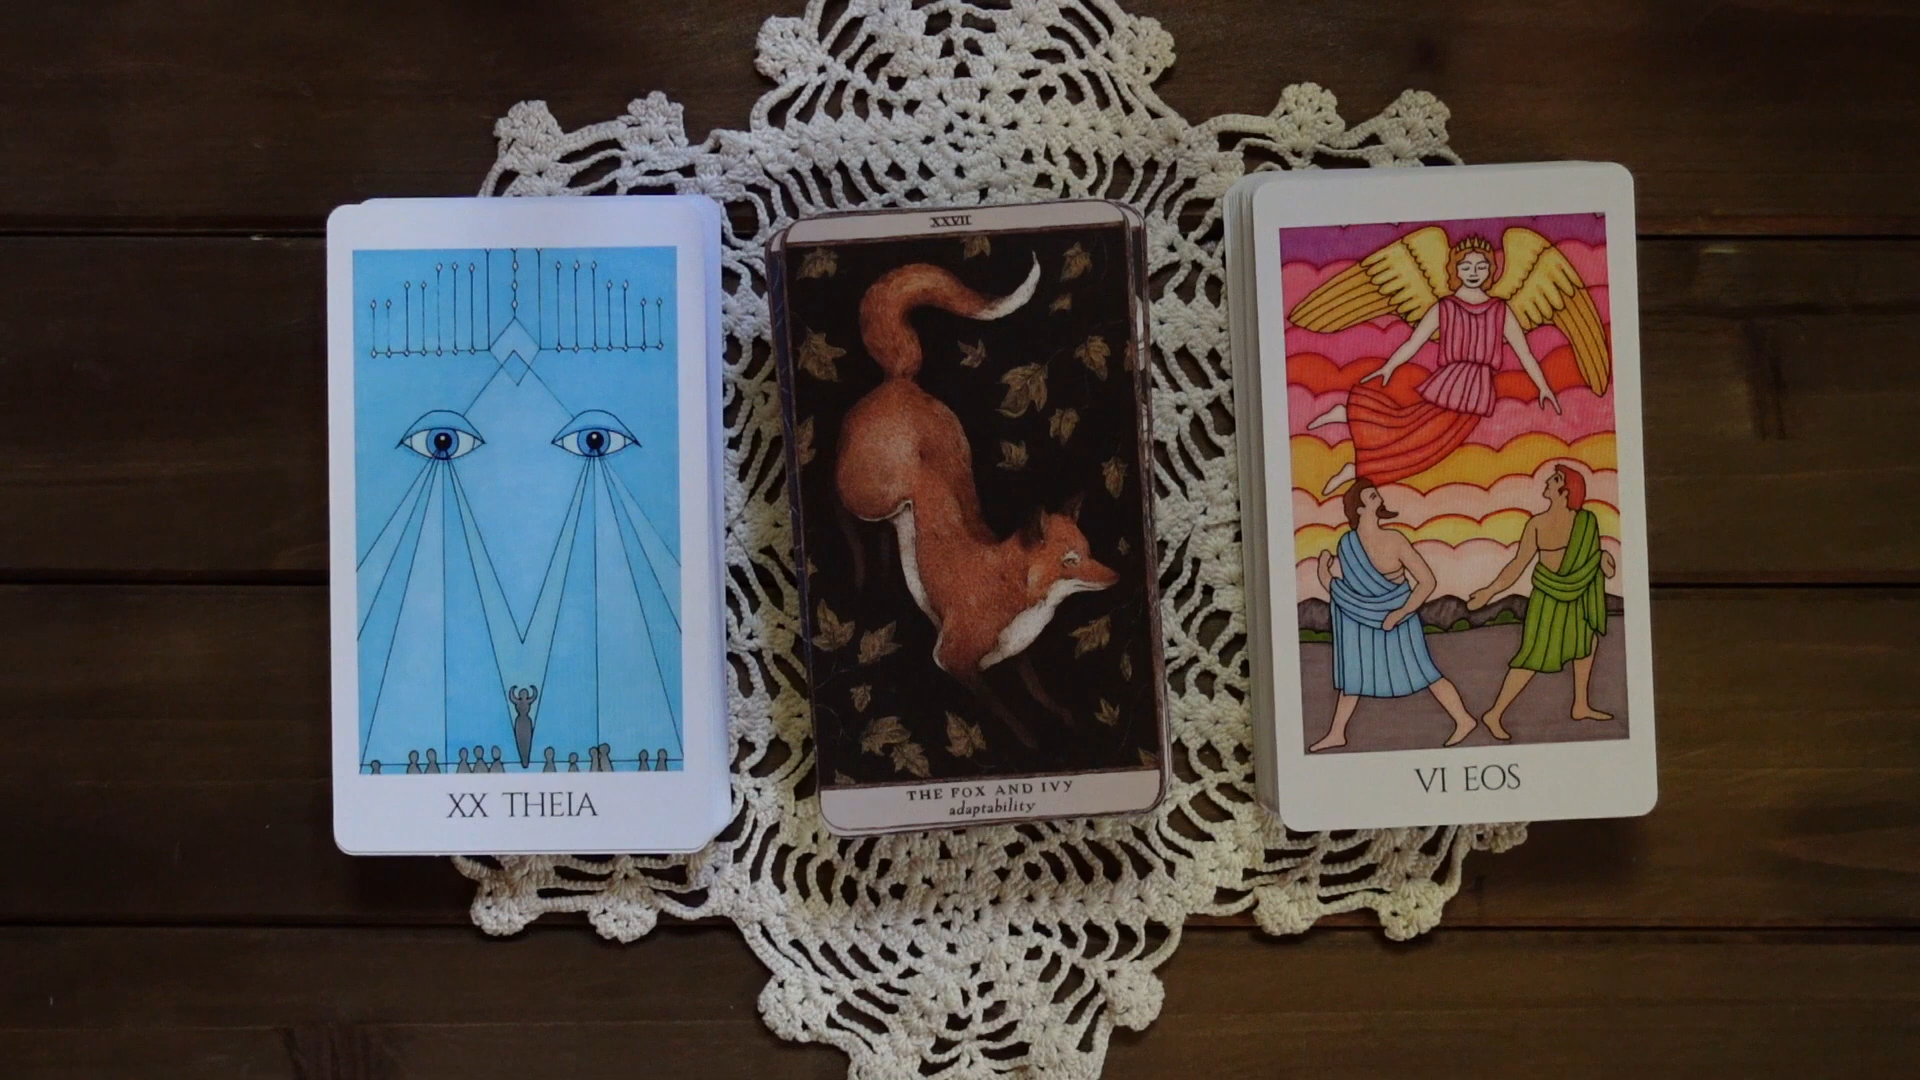 XX THEIA
XXVII
THE FOX AND IVY
adaptability
VI EOS